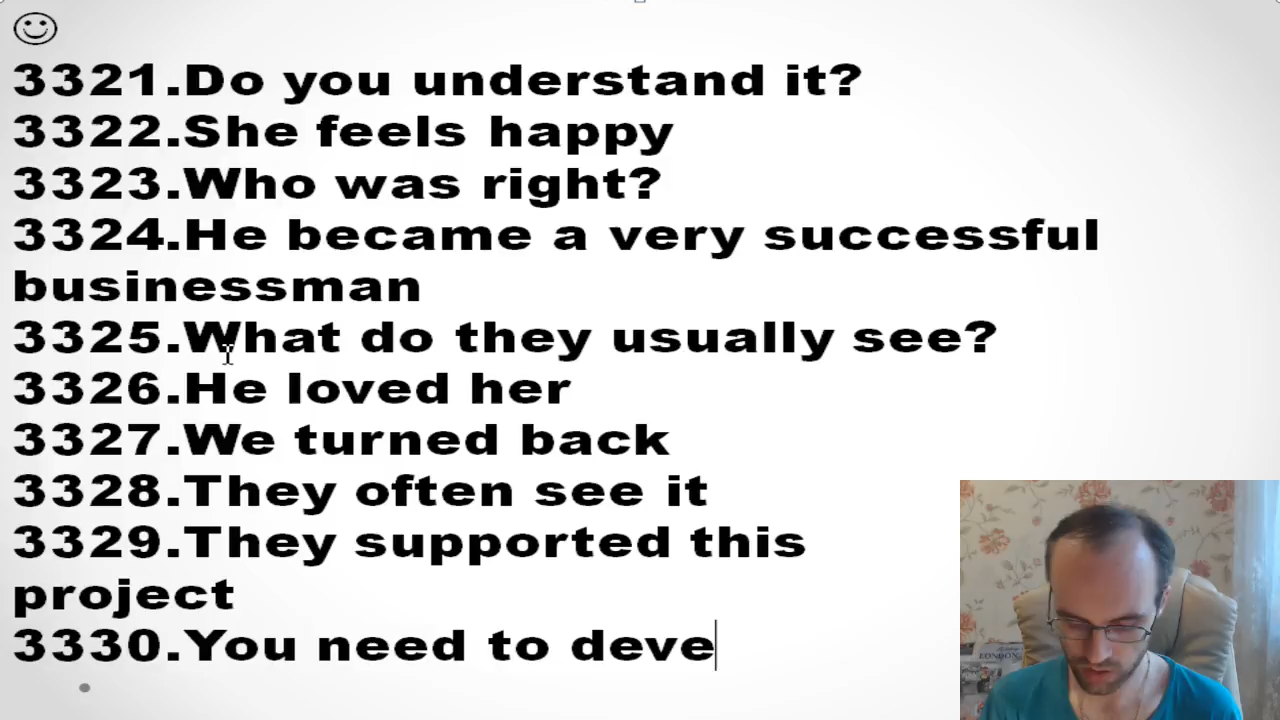 3321.Do you understand it?
3322.She feels happy
3323.Who was right?
3324.He became a very successful
businessman
3325.What do they usually see?
3326.He loved her
3327.We turned back
3328.They often see it
3329.They supported this
project
3330.You need to deve
LONDON